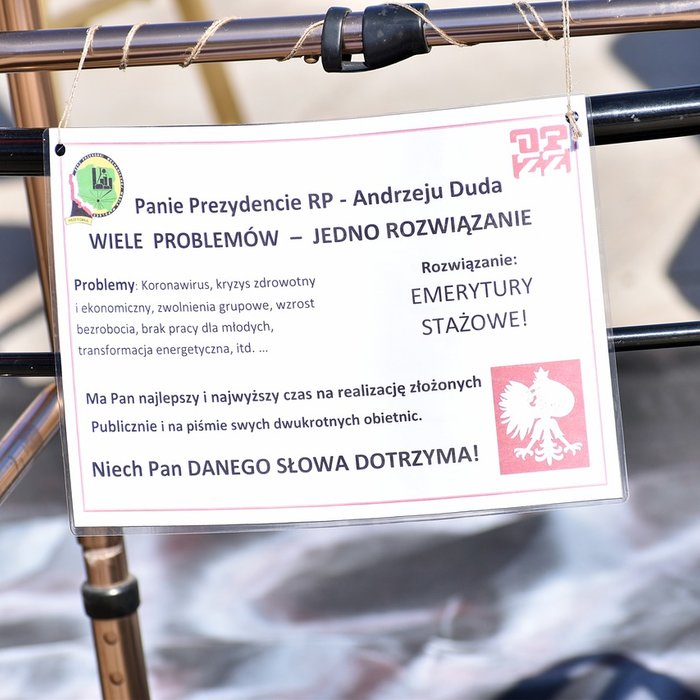 OPZZ
Panie Prezydencie RP - Andrzeju Duda
WIELE PROBLEMÓW – JEDNO ROZWIĄZANIE
Problemy: Koronawirus, kryzys zdrowotny
i ekonomiczny, zwolnienia grupowe, wzrost
bezrobocia, brak pracy dla młodych,
transformacja energetyczna, itd. ...
Rozwiązanie:
EMERYTURY
STAŻOWE!
Ma Pan najlepszy i najwyższy czas na realizację złożonych
Publicznie i na piśmie swych dwukrotnych obietnic.
Niech Pan DANEGO SŁOWA DOTRZYMA!